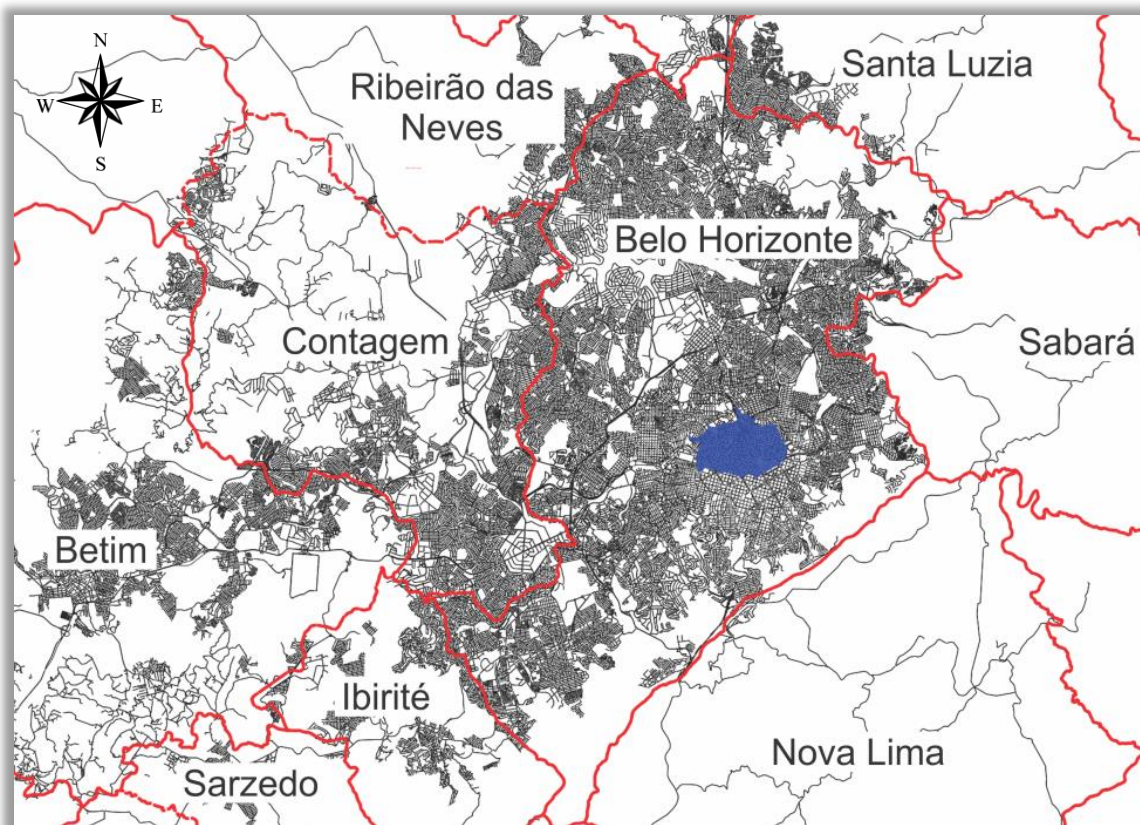 N
W
E
S
Ribeirão das
Neves
Santa Luzia
Belo Horizonte
Contagem
Sabará
Betim
Ibirité
Nova Lima
Sarzedo